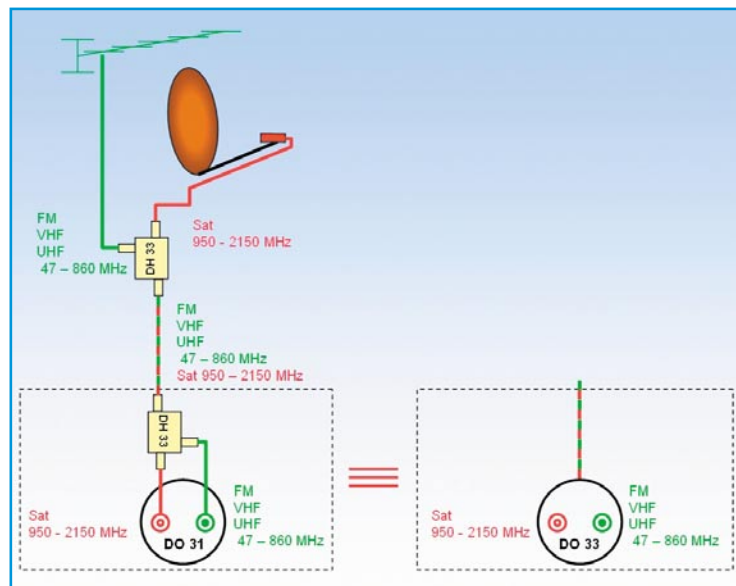 FM
VHF
UHF
47 – 860 MHz
DH 33
Sat
950 - 2150 MHz
FM
VHF
UHF
47 – 860 MHz
Sat 950 – 2150 MHz
DH 33
Sat
950 - 2150 MHz
FM
VHF
UHF
47 – 860 MHz
DO 31
Sat
950 - 2150 MHz
FM
VHF
UHF
47 – 860 MHz
DO 33